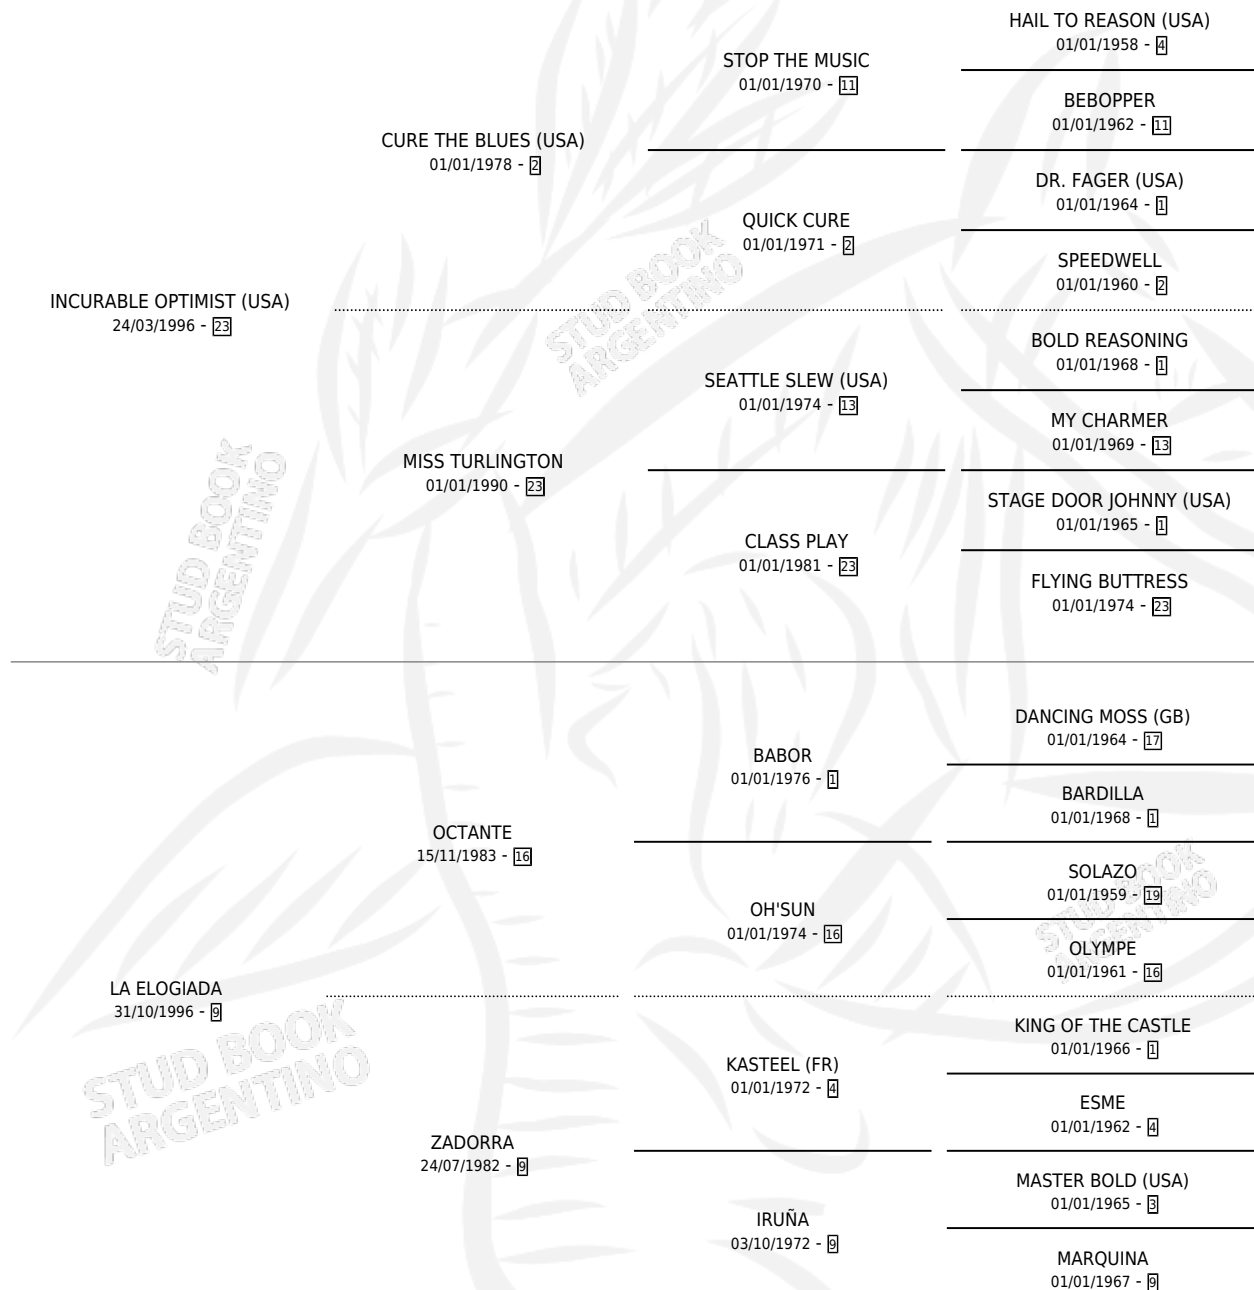 HAIL TO REASON (USA)
01/01/1958 - 4
STOP THE MUSIC
01/01/1970 - 11
BEBOPPER
01/01/1962 - 11
CURE THE BLUES (USA)
01/01/1978 - 2
DR. FAGER (USA)
01/01/1964 - 1
QUICK CURE
01/01/1971 - 2
SPEEDWELL
01/01/1960 - 2
INCURABLE OPTIMIST (USA)
24/03/1996 - 23
BOLD REASONING
01/01/1968 - 1
SEATTLE SLEW (USA)
01/01/1974 - 13
MY CHARMER
01/01/1969 - 13
MISS TURLINGTON
01/01/1990 - 23
STAGE DOOR JOHNNY (USA)
01/01/1965 - 1
CLASS PLAY
01/01/1981 - 23
FLYING BUTTRESS
01/01/1974 - 23
DANCING MOSS (GB)
01/01/1964 - 17
BABOR
01/01/1976 - 1
BARDILLA
01/01/1968 - 1
OCTANTE
15/11/1983 - 16
SOLAZO
01/01/1959 - 19
OH'SUN
01/01/1974 - 16
OLYMPE
01/01/1961 - 16
LA ELOGIADA
31/10/1996 - 9
KING OF THE CASTLE
01/01/1966 - 1
KASTEEL (FR)
01/01/1972 - 4
ESME
01/01/1962 - 4
ZADORRA
24/07/1982 - 9
MASTER BOLD (USA)
01/01/1965 - 3
IRUÑA
03/10/1972 - 9
MARQUINA
01/01/1967 - 9
STUD BOOK
ARGENTINO
STUD BOOK
ARGENTINO
STUD BOOK
ARGENTINO
STUD BOOK
ARGENTINO